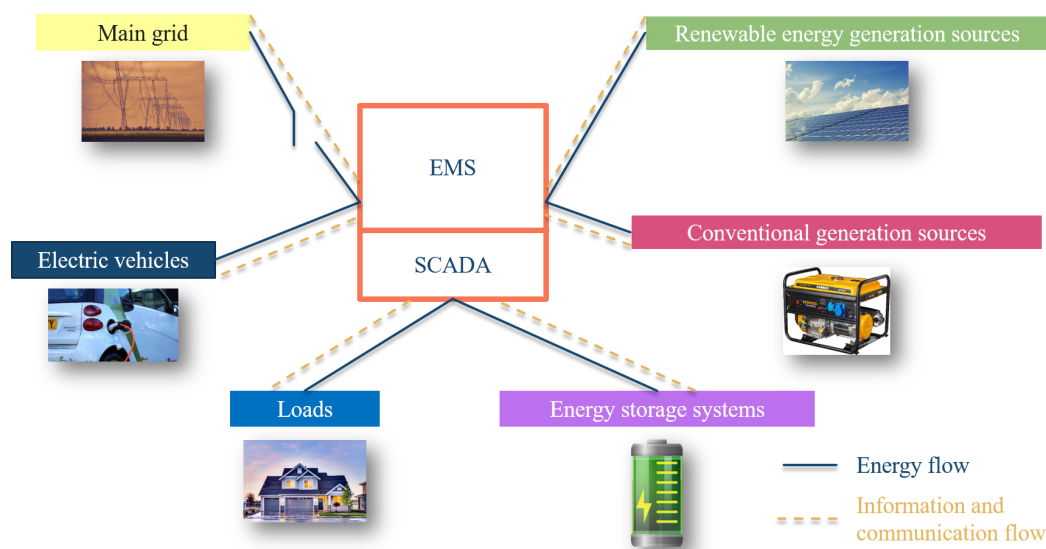 Main grid
Renewable energy generation sources
EMS
Electric vehicles
Conventional generation sources
SCADA
Loads
Energy storage systems
Energy flow
Information and
communication flow